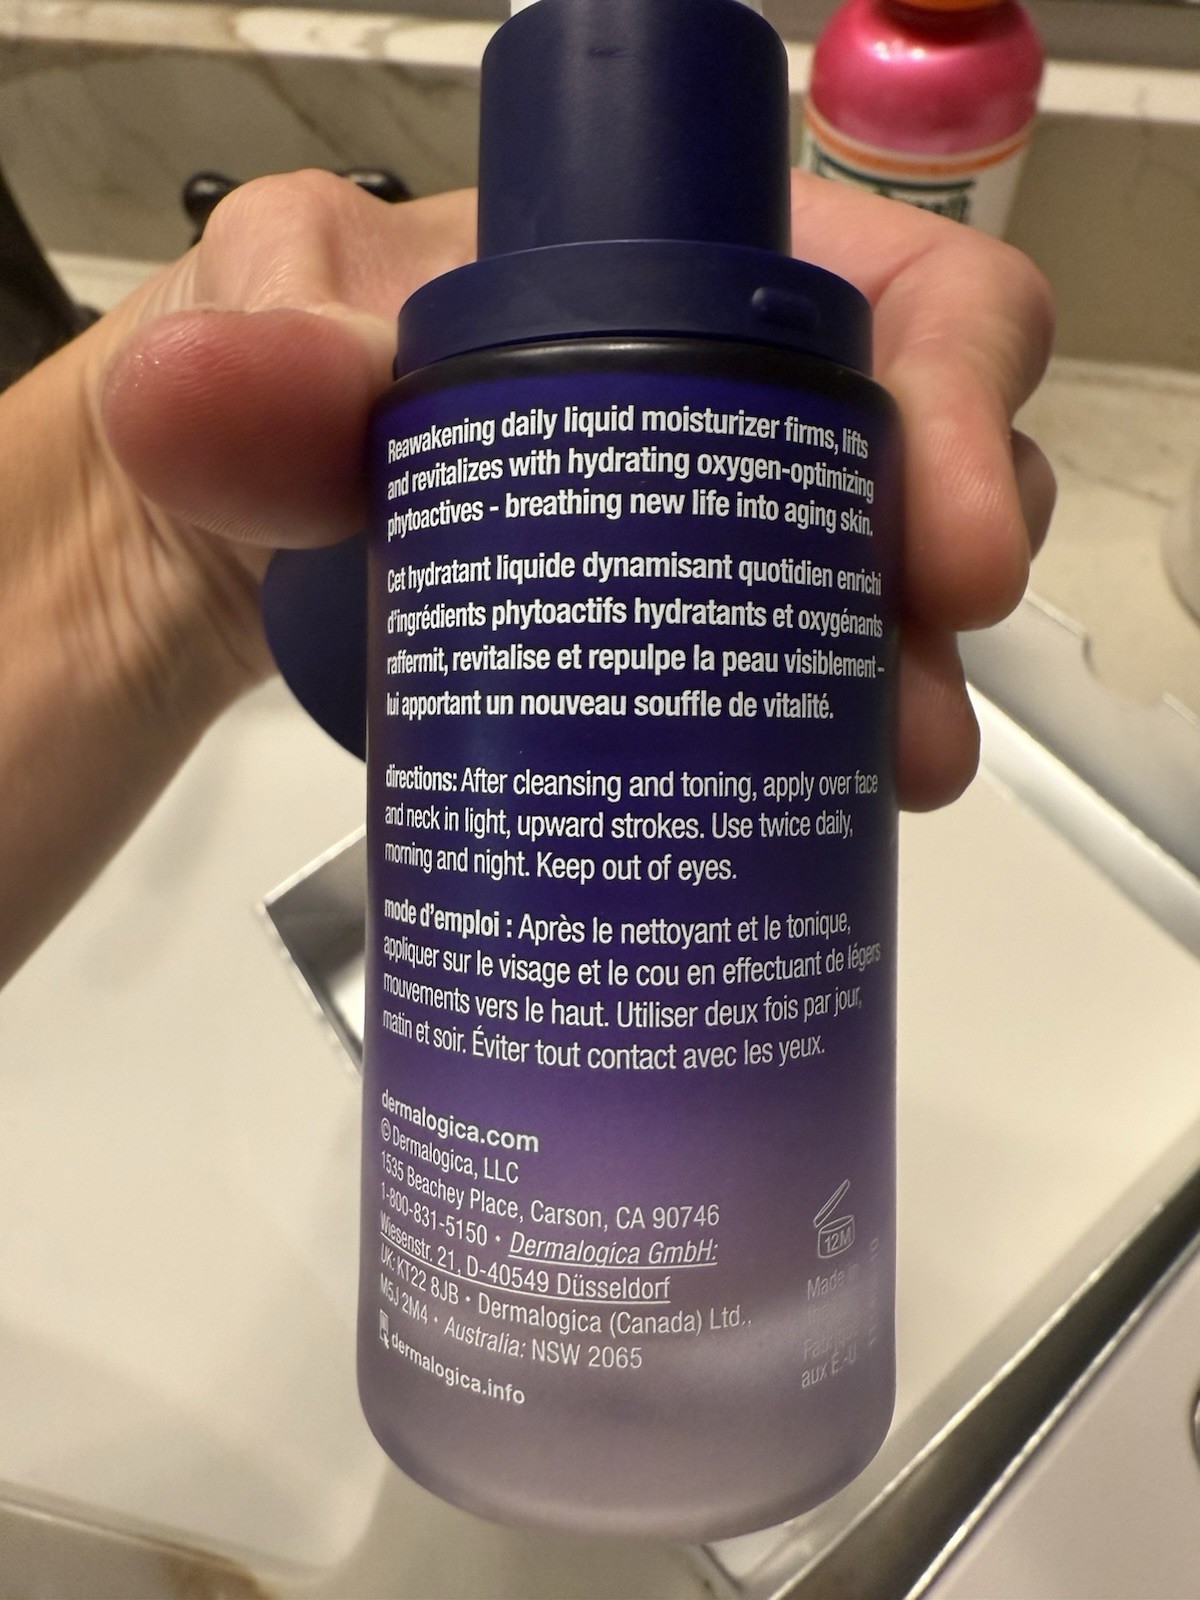 Reawakening daily liquid moisturizer firms, lifts
and revitalizes with hydrating oxygen-optimizing
phytoactives - breathing new life into aging skin.
Cet hydratant liquide dynamisant quotidien enrichi
d'ingrédients phytoactifs hydratants et oxygénants
raffermit, revitalise et repulpe la peau visiblement –
lui apportant un nouveau souffle de vitalité.
directions: After cleansing and toning, apply over face
and neck in light, upward strokes. Use twice daily,
morning and night. Keep out of eyes.
mode d'emploi : Après le nettoyant et le tonique,
appliquer sur le visage et le cou en effectuant de légers
mouvements vers le haut. Utiliser deux fois par jour,
matin et soir. Éviter tout contact avec les yeux.
dermalogica.com
© Dermalogica, LLC
1535 Beachey Place, Carson, CA 90746
1-800-831-5150 • Dermalogica GmbH:
Wiesenstr. 21, D-40549 Düsseldorf
UK: KT22 8JB • Dermalogica (Canada) Ltd.,
M5J 2M4 • Australia: NSW 2065
dermalogica.info
12M
Made
aux É.-U